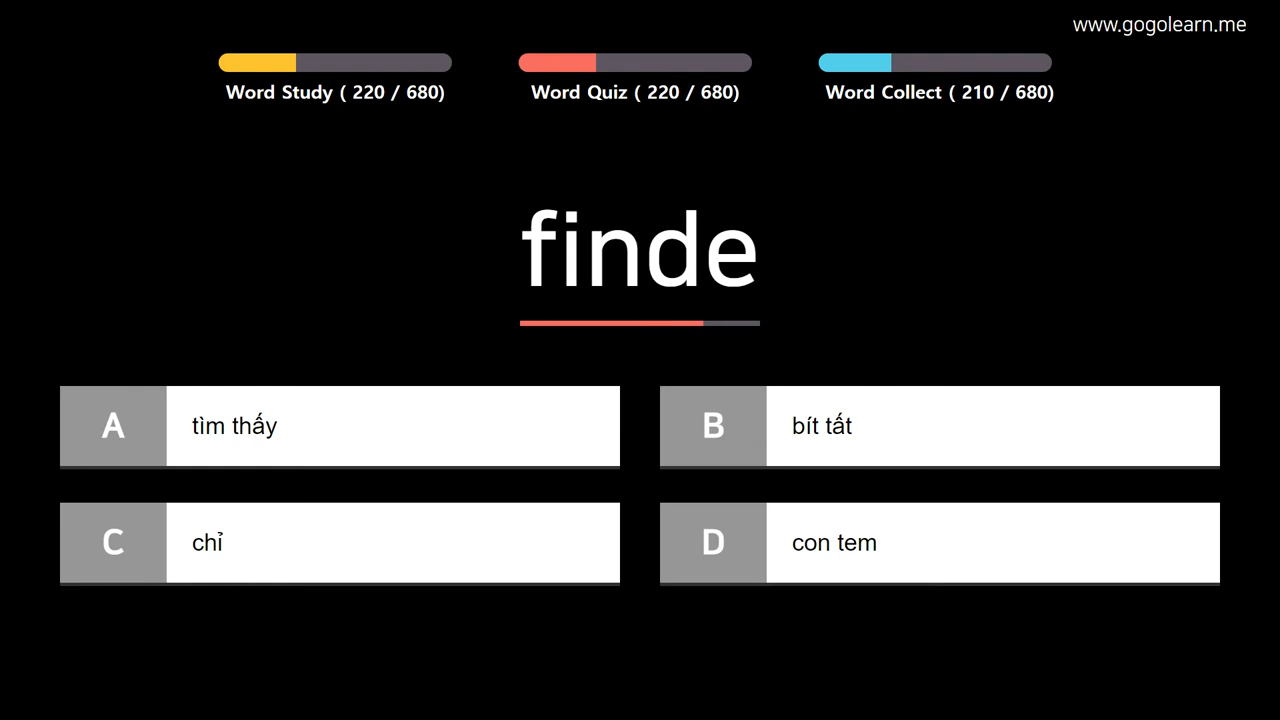 www.gogolearn.me
Word Study ( 220 / 680)
Word Quiz ( 220 / 680)
Word Collect ( 210 / 680)
finde
A tìm thấy
B bít tất
C chỉ
D con tem